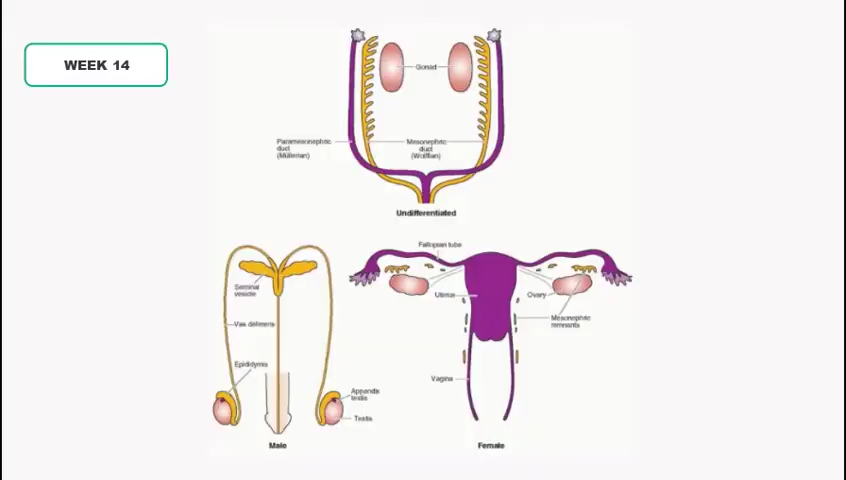 WEEK 14
Gonad
Paramesonephric
duct
(Müllerian)
Mesonephric
duct
(Wolffian)
Undifferentiated
Fallopian tube
Seminal
vesicle
Uterus
Ovary
Vas deferens
Mesonephric
remnants
Epididymis
Vagina
Appendix
testis
Testis
Male
Female